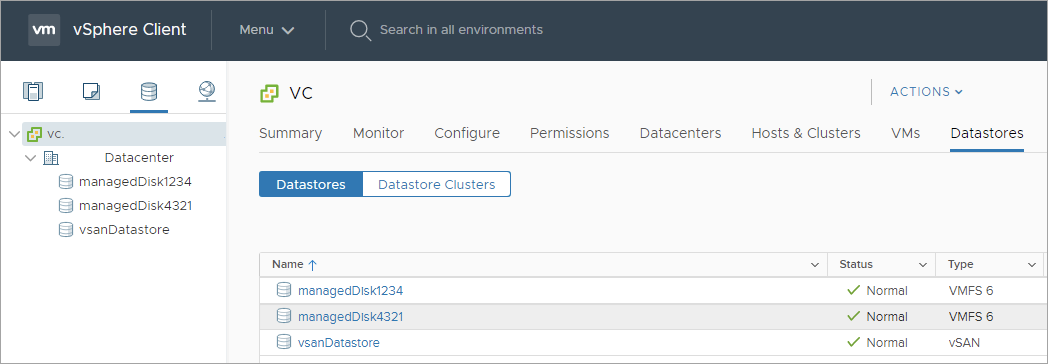 vm vSphere Client Menu Search in all environments
vc.
Datacenter
managedDisk1234
managedDisk4321
vsanDatastore
VC ACTIONS
Summary Monitor Configure Permissions Datacenters Hosts & Clusters VMs Datastores
Datastores Datastore Clusters
Name ↑ Status Type
managedDIsk1234 Normal VMFS 6
managedDIsk4321 Normal VMFS 6
vsanDatastore Normal vSAN